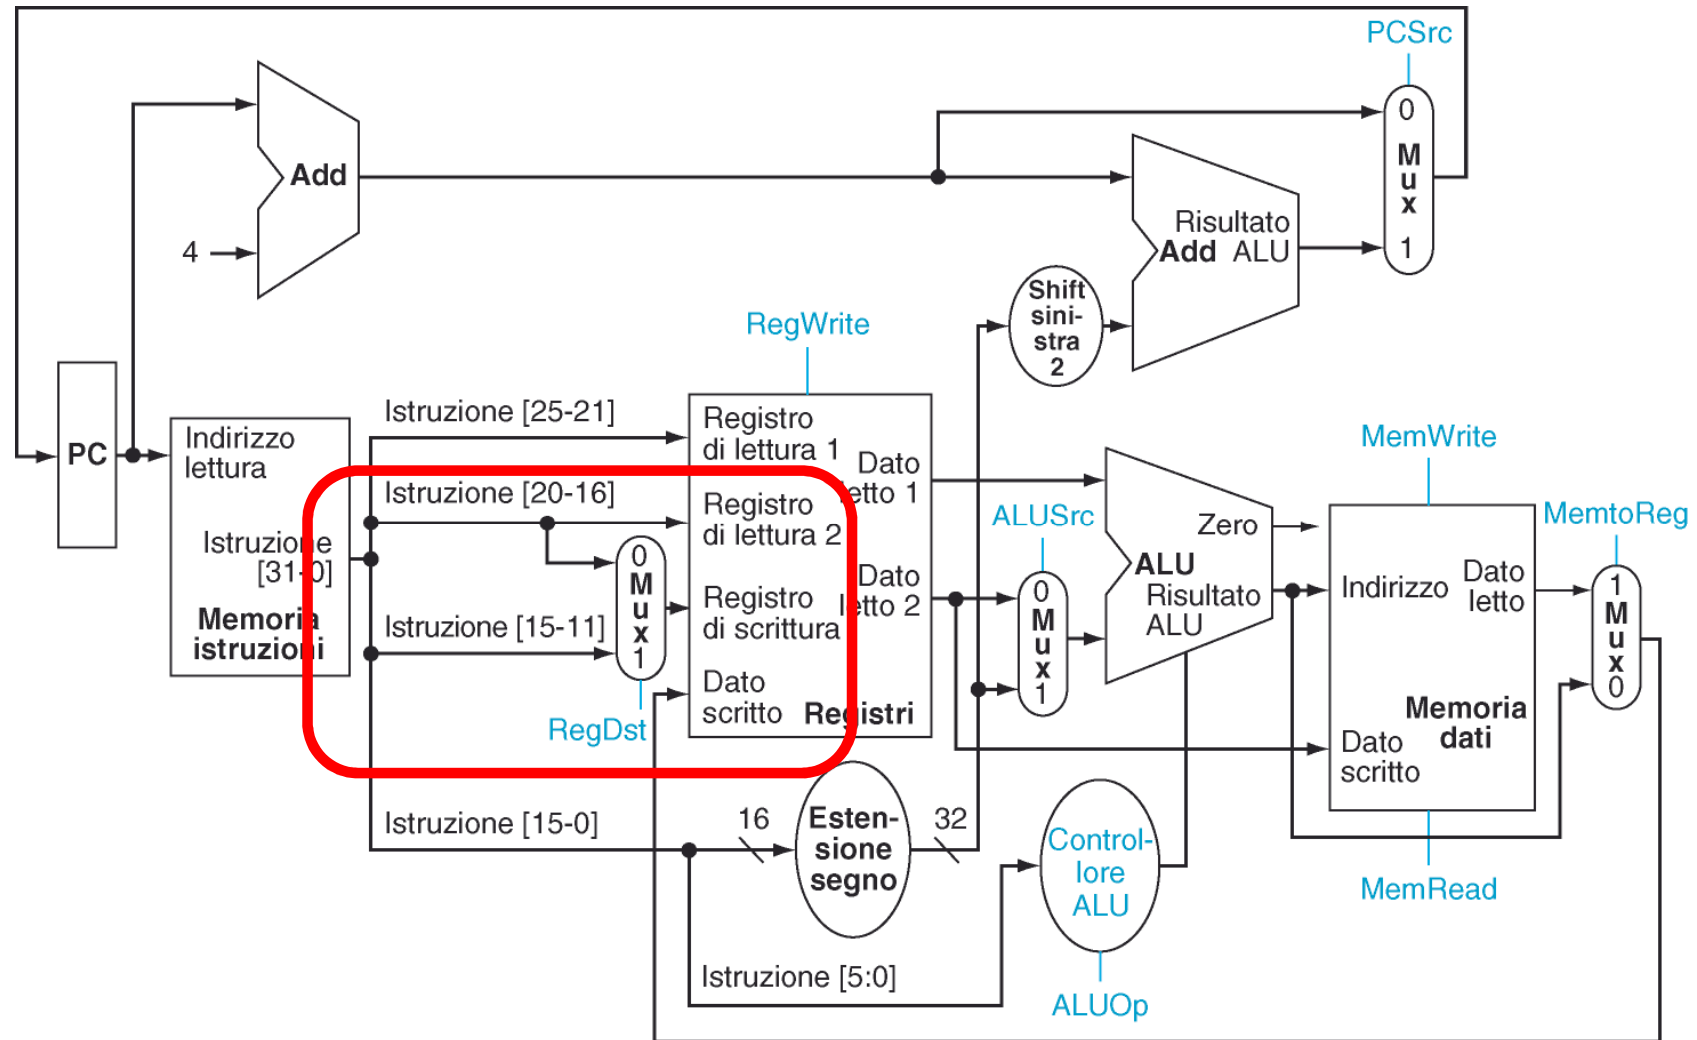 PCSrc
0
M
u
x
1
Add
4
Risultato
Add ALU
Shift
sini-
stra
2
RegWrite
PC
Indirizzo
lettura
Istruzione
[31-0]
Memoria
istruzioni
Istruzione [25-21]
Istruzione [20-16]
Istruzione [15-11]
0
M
u
x
1
RegDst
Registro
di lettura 1
Registro
di lettura 2
Registro
di scrittura
Dato
scritto
Dato
letto 1
Dato
letto 2
Registri
ALUSrc
0
M
u
x
1
Zero
ALU
Risultato
ALU
MemWrite
Indirizzo
Dato
letto
Memoria
dati
Dato
scritto
MemRead
MemtoReg
1
M
u
x
0
Istruzione [15-0]
16
Esten-
sione
segno
32
Control-
lore
ALU
Istruzione [5:0]
ALUOp